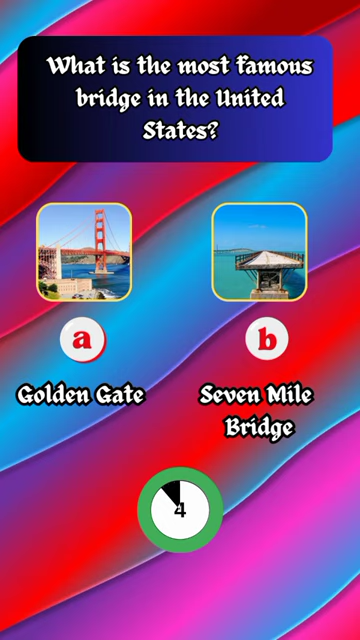 What is the most famous
bridge in the United
States?
a
b
Golden Gate
Seven Mile
Bridge
4